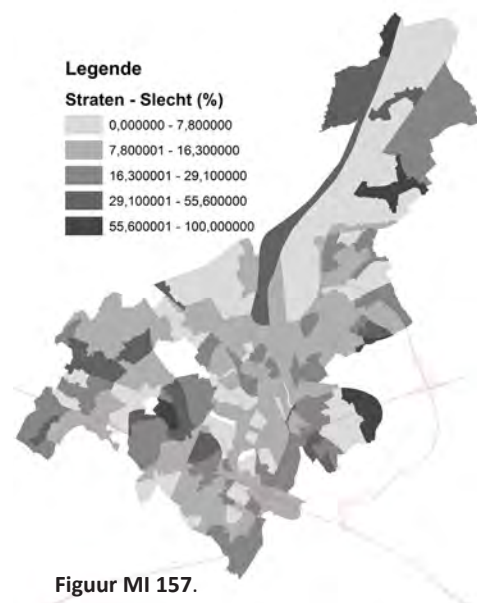 Legende
Straten - Slecht (%)
0,000000 - 7,800000
7,800001 - 16,300000
16,300001 - 29,100000
29,100001 - 55,600000
55,600001 - 100,000000
Figuur MI 157.